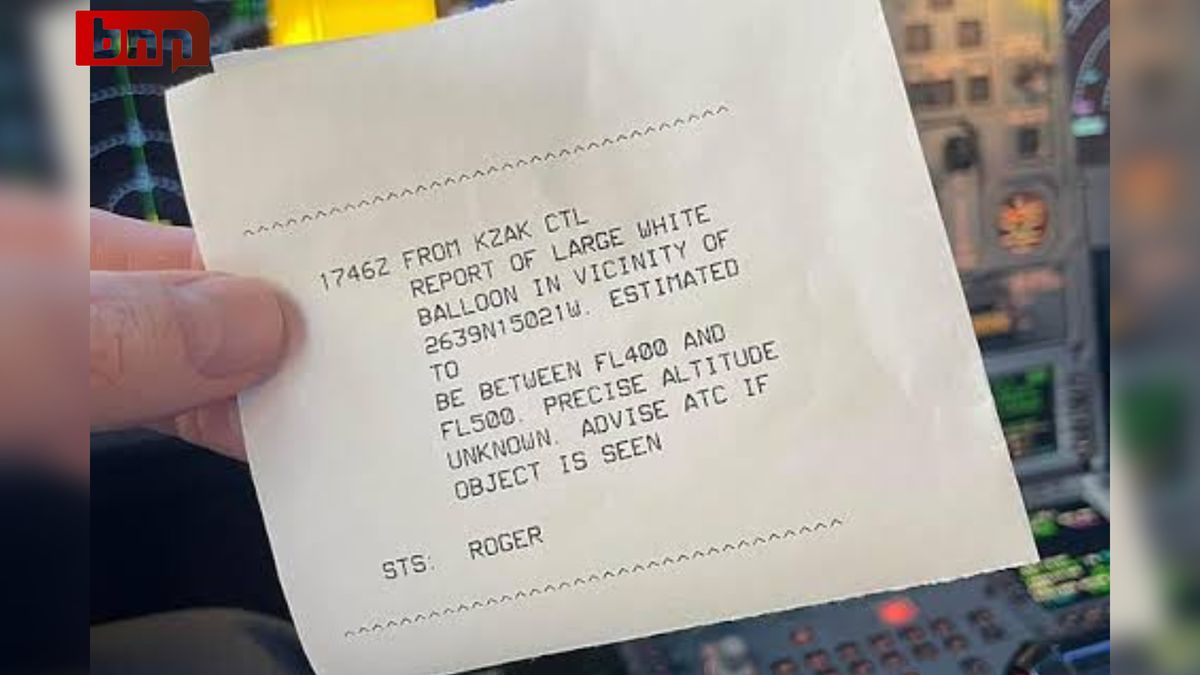 bnn
^^^^^^^^^^^^^^^^^^^^^^^^^^^^^^^^^^^^^^^^
1746Z FROM KZAK CTL
REPORT OF LARGE WHITE
BALLOON IN VICINITY OF
2639N15021W. ESTIMATED
TO
BE BETWEEN FL400 AND
FL500. PRECISE ALTITUDE
UNKNOWN. ADVISE ATC IF
OBJECT IS SEEN
STS: ROGER
^^^^^^^^^^^^^^^^^^^^^^^^^^^^^^^^^^^^^^^^